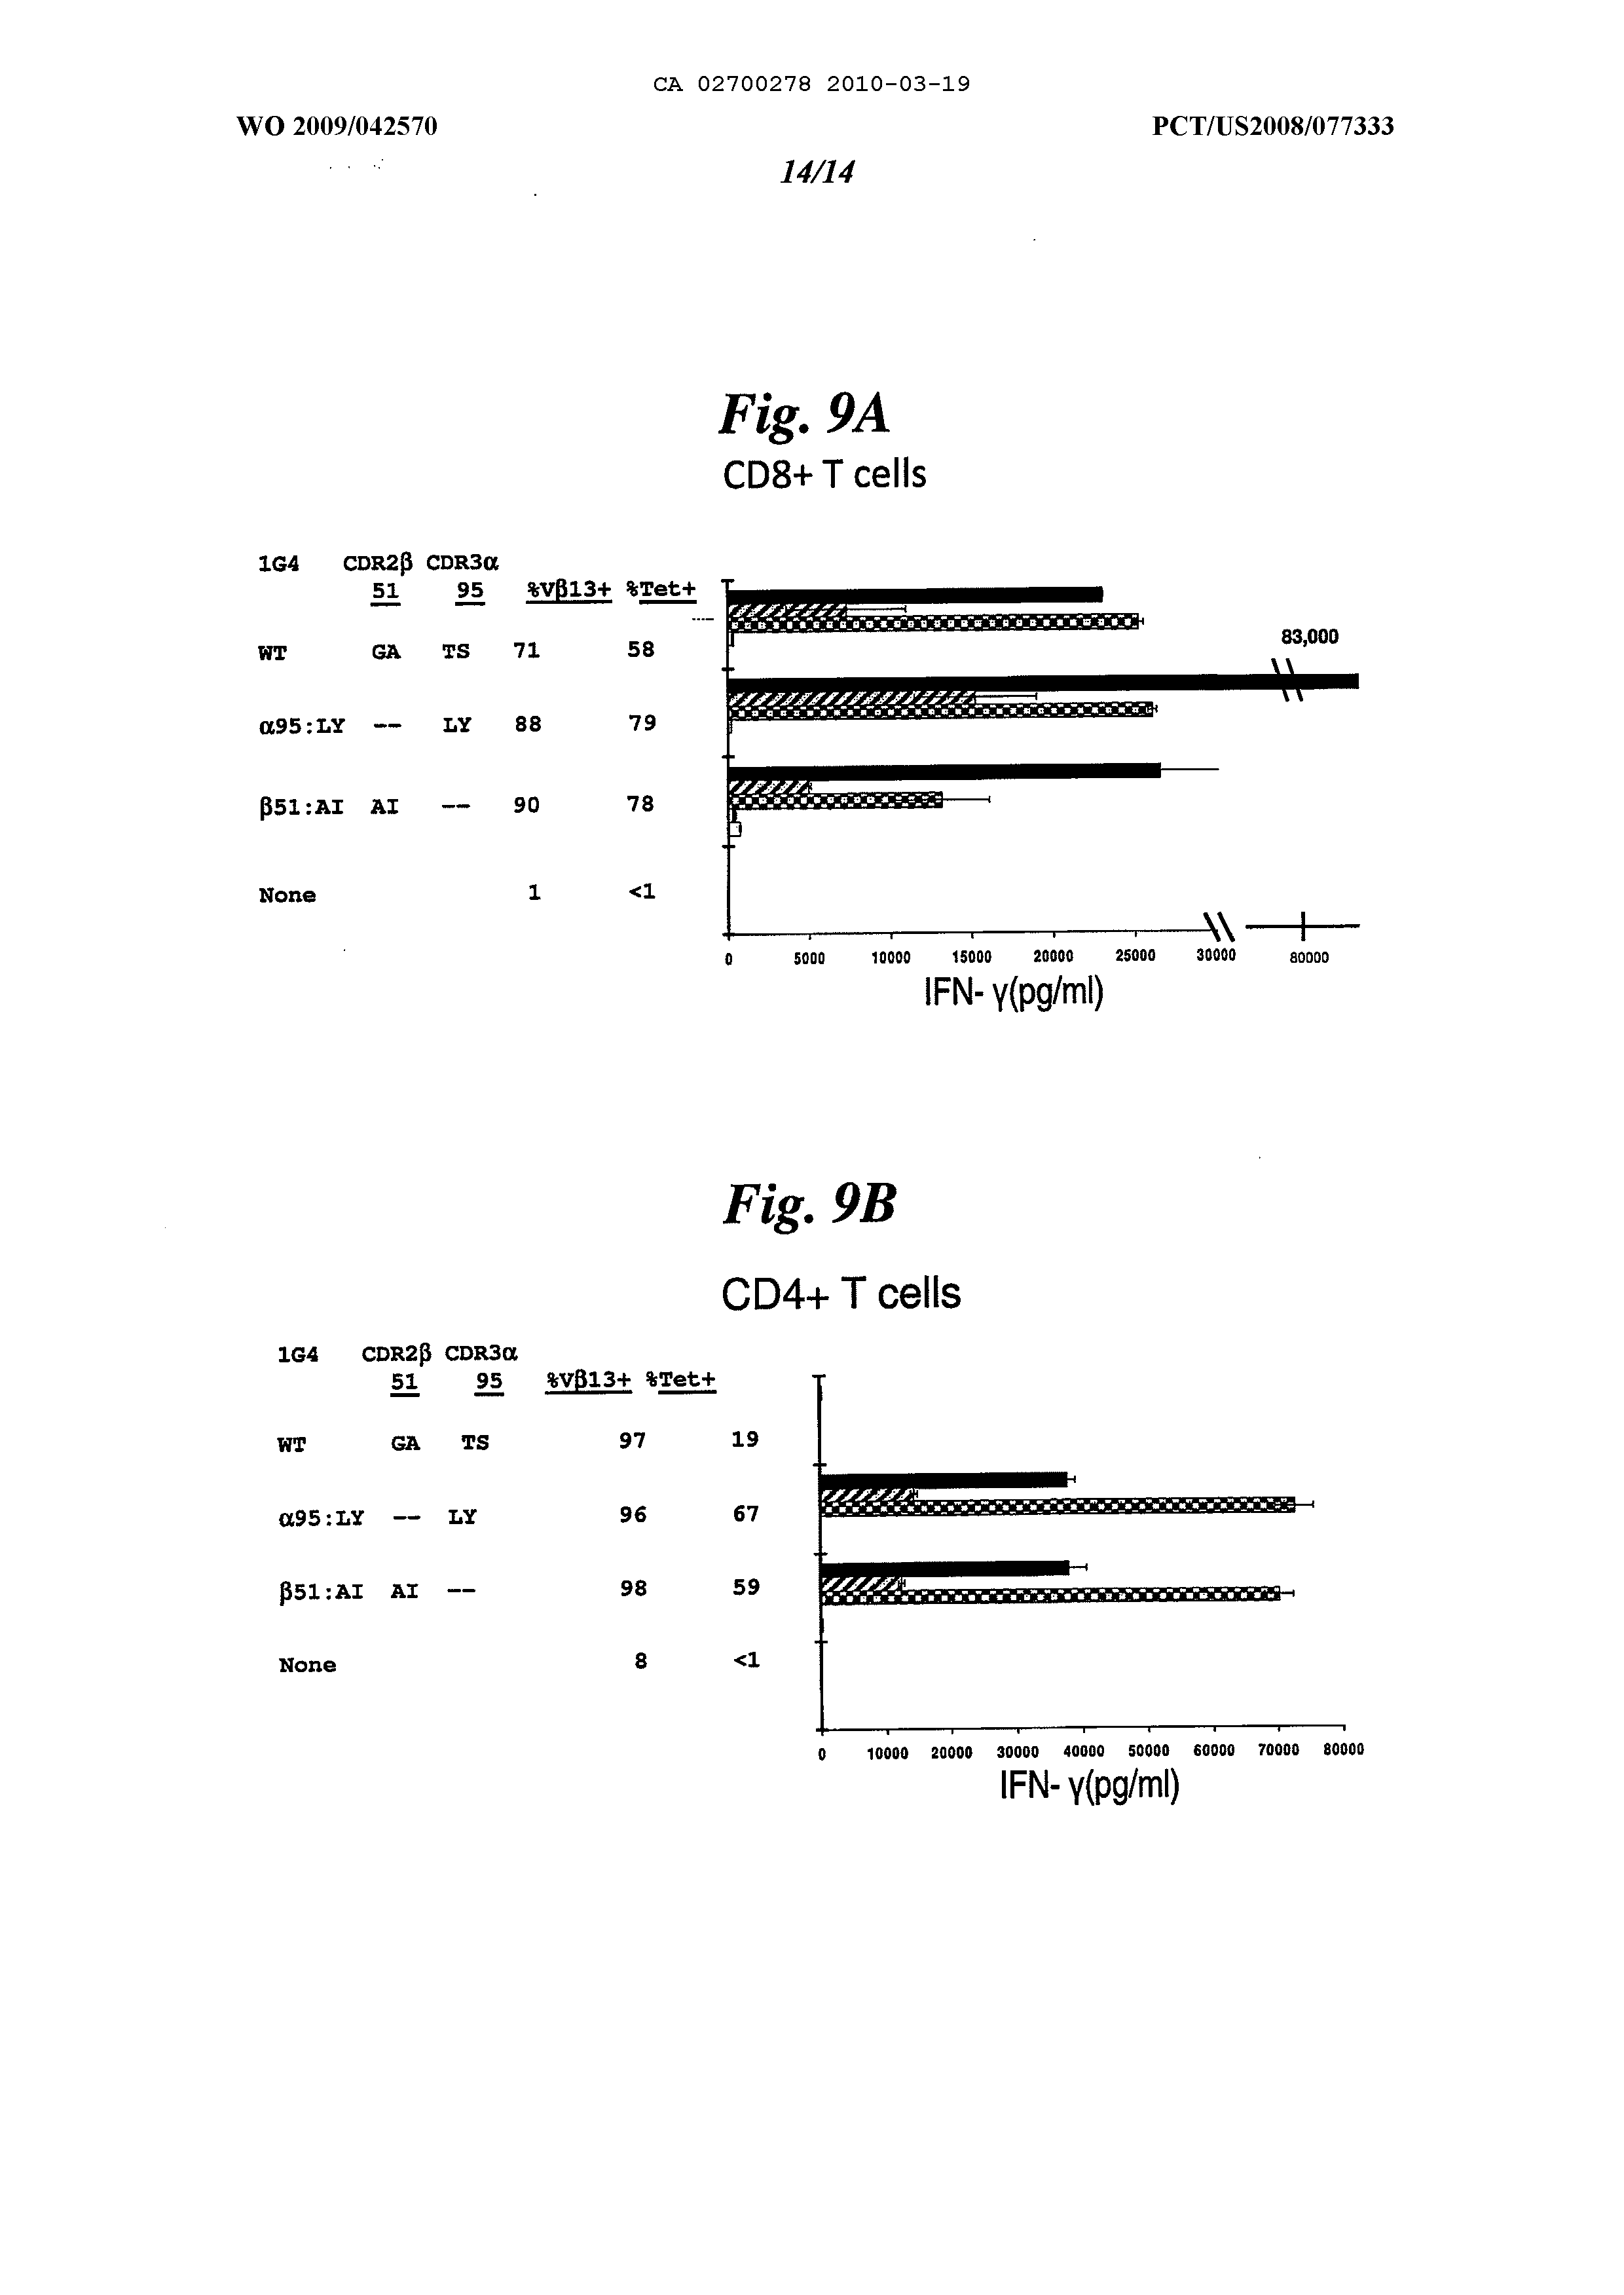 CA 02700278 2010-03-19
WO 2009/042570 PCT/US2008/077333
14/14
Fig. 9A
CD8+ T cells
1G4 CDR2β CDR3α
51 95 %Vβ13+ %Tet+
WT GA TS 71 58
83,000
α95:LY -- LY 88 79
β51:AI AI -- 90 78
None 1 <1
0 5000 10000 15000 20000 25000 30000 80000
IFN- γ(pg/ml)
Fig. 9B
CD4+ T cells
1G4 CDR2β CDR3α
51 95 %Vβ13+ %Tet+
WT GA TS 97 19
α95:LY -- LY 96 67
β51:AI AI -- 98 59
None 8 <1
0 10000 20000 30000 40000 50000 60000 70000 80000
IFN- γ(pg/ml)